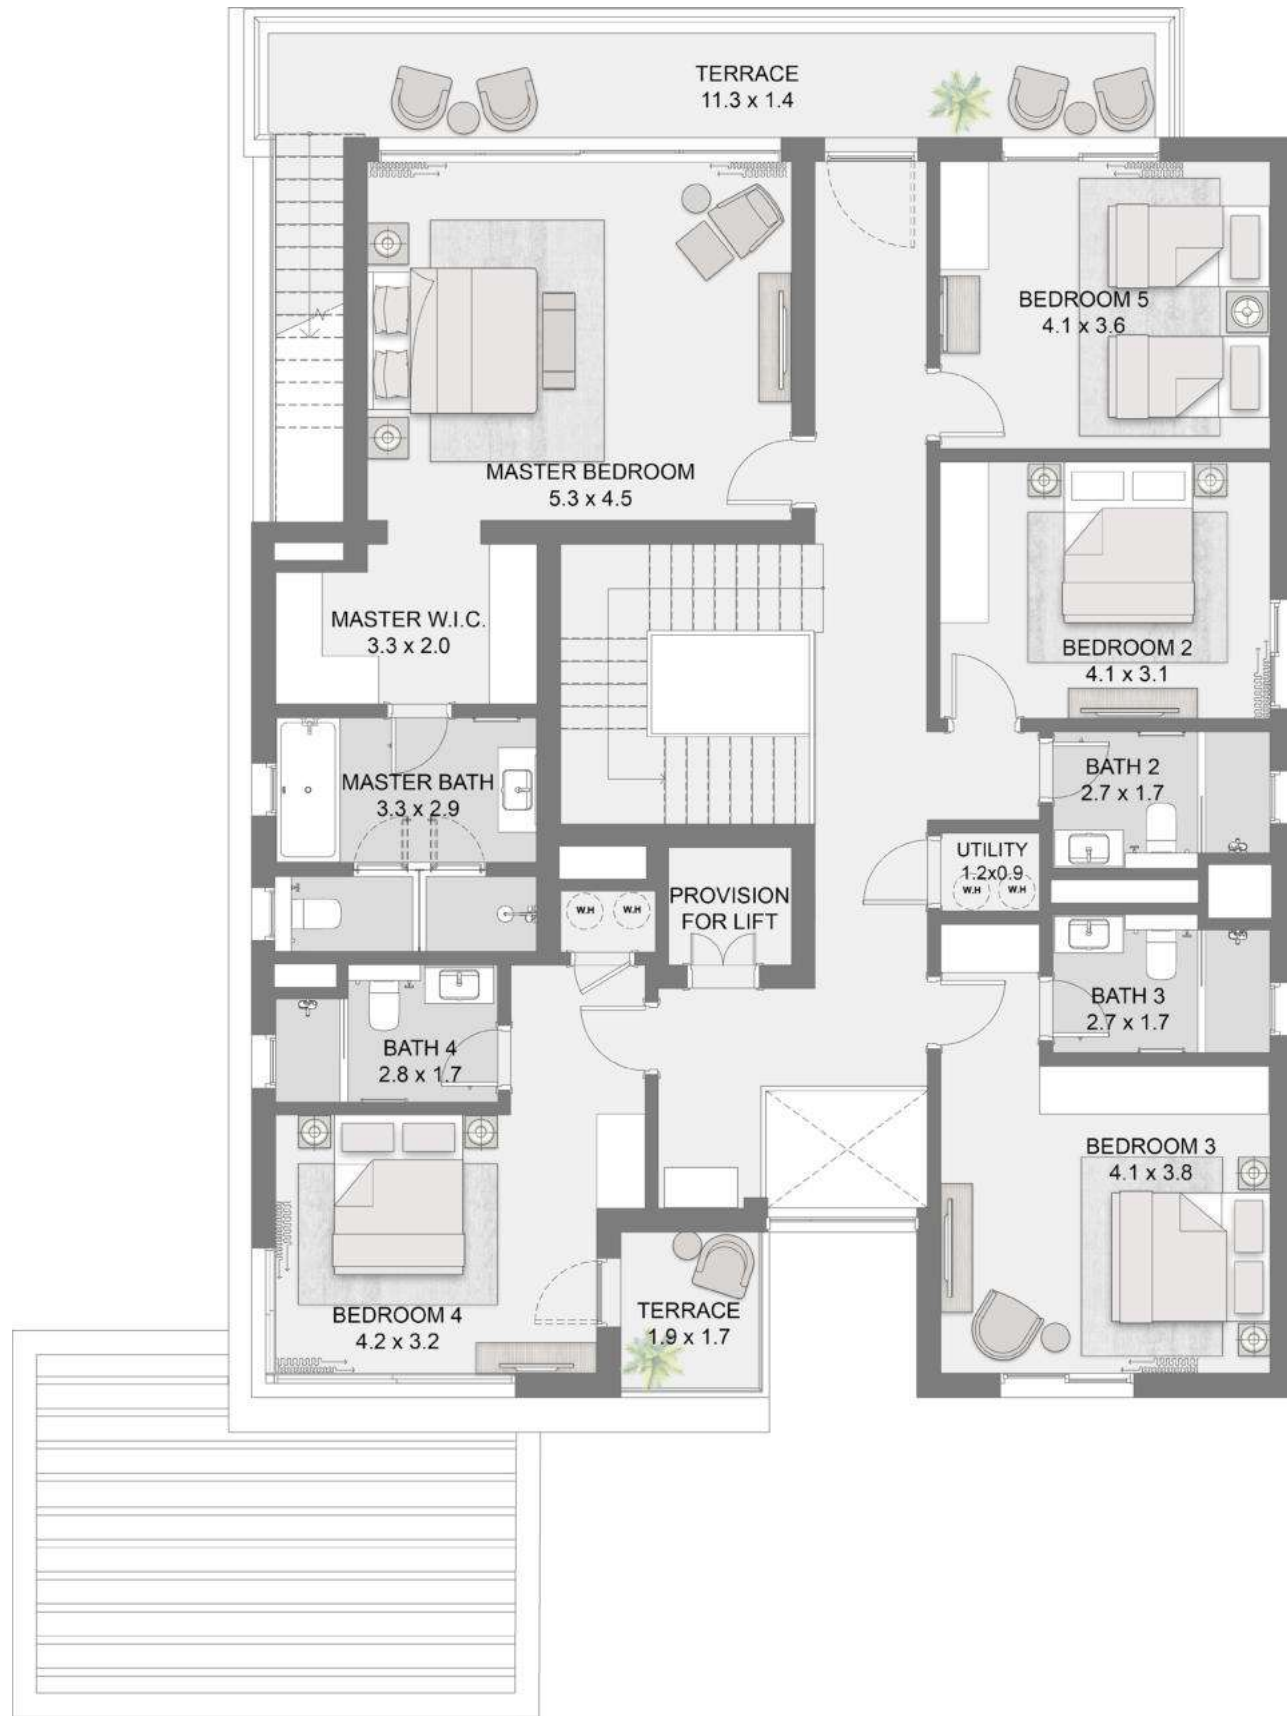 TERRACE
11.3 x 1.4
BEDROOM 5
4.1 x 3.6
MASTER BEDROOM
5.3 x 4.5
MASTER W.I.C.
3.3 x 2.0
BEDROOM 2
4.1 x 3.1
MASTER BATH
3.3 x 2.9
BATH 2
2.7 x 1.7
UTILITY
1.2x0.9
W.H W.H
PROVISION
FOR LIFT
W.H W.H
BATH 3
2.7 x 1.7
BATH 4
2.8 x 1.7
BEDROOM 3
4.1 x 3.8
BEDROOM 4
4.2 x 3.2
TERRACE
1.9 x 1.7